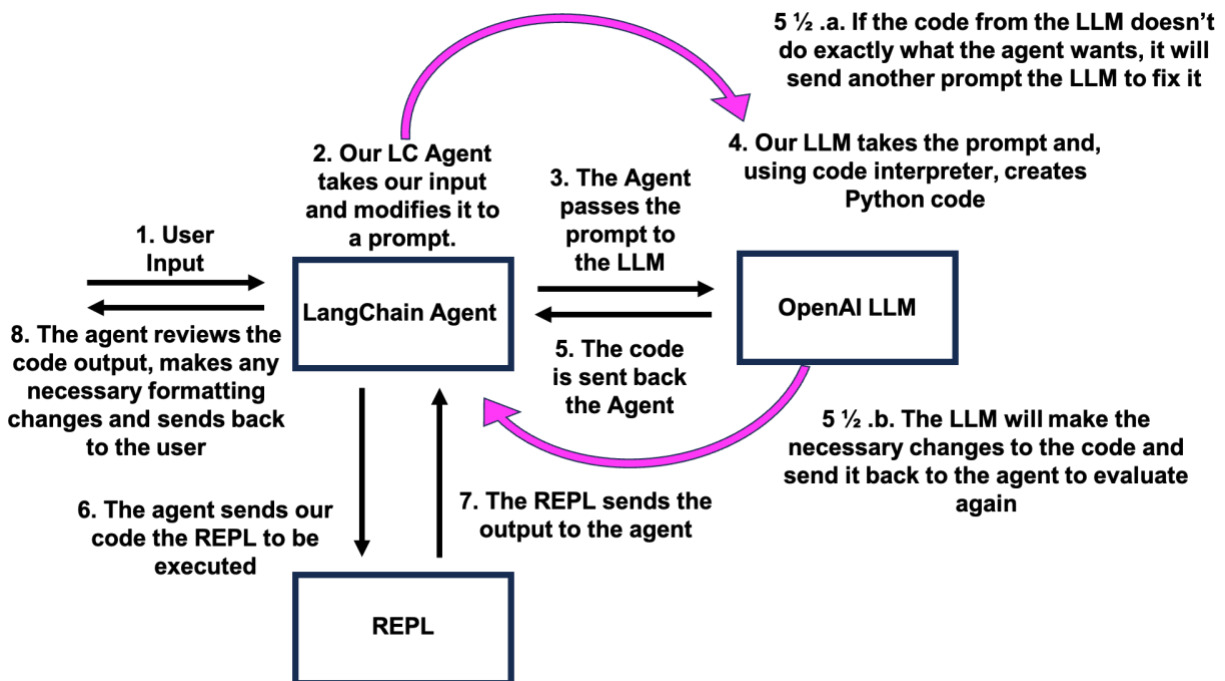 5 ½ .a. If the code from the LLM doesn't
do exactly what the agent wants, it will
send another prompt the LLM to fix it
2. Our LC Agent
takes our input
and modifies it to
a prompt.
3. The Agent
passes the
prompt to
the LLM
4. Our LLM takes the prompt and,
using code interpreter, creates
Python code
1. User
Input
LangChain Agent
OpenAI LLM
8. The agent reviews the
code output, makes any
necessary formatting
changes and sends back
to the user
5. The code
is sent back
the Agent
5 ½ .b. The LLM will make the
necessary changes to the code and
send it back to the agent to evaluate
again
6. The agent sends our
code the REPL to be
executed
7. The REPL sends the
output to the agent
REPL